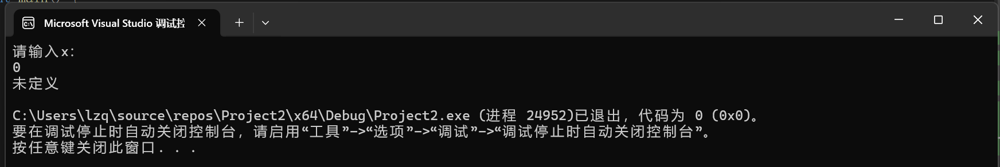 Microsoft Visual Studio 调试控
请输入x:
0
未定义
C:\Users\lzq\source\repos\Project2\x64\Debug\Project2.exe (进程 24952)已退出，代码为 0 (0x0)。
要在调试停止时自动关闭控制台，请启用“工具”->“选项”->“调试”->“调试停止时自动关闭控制台”。
按任意键关闭此窗口. . .